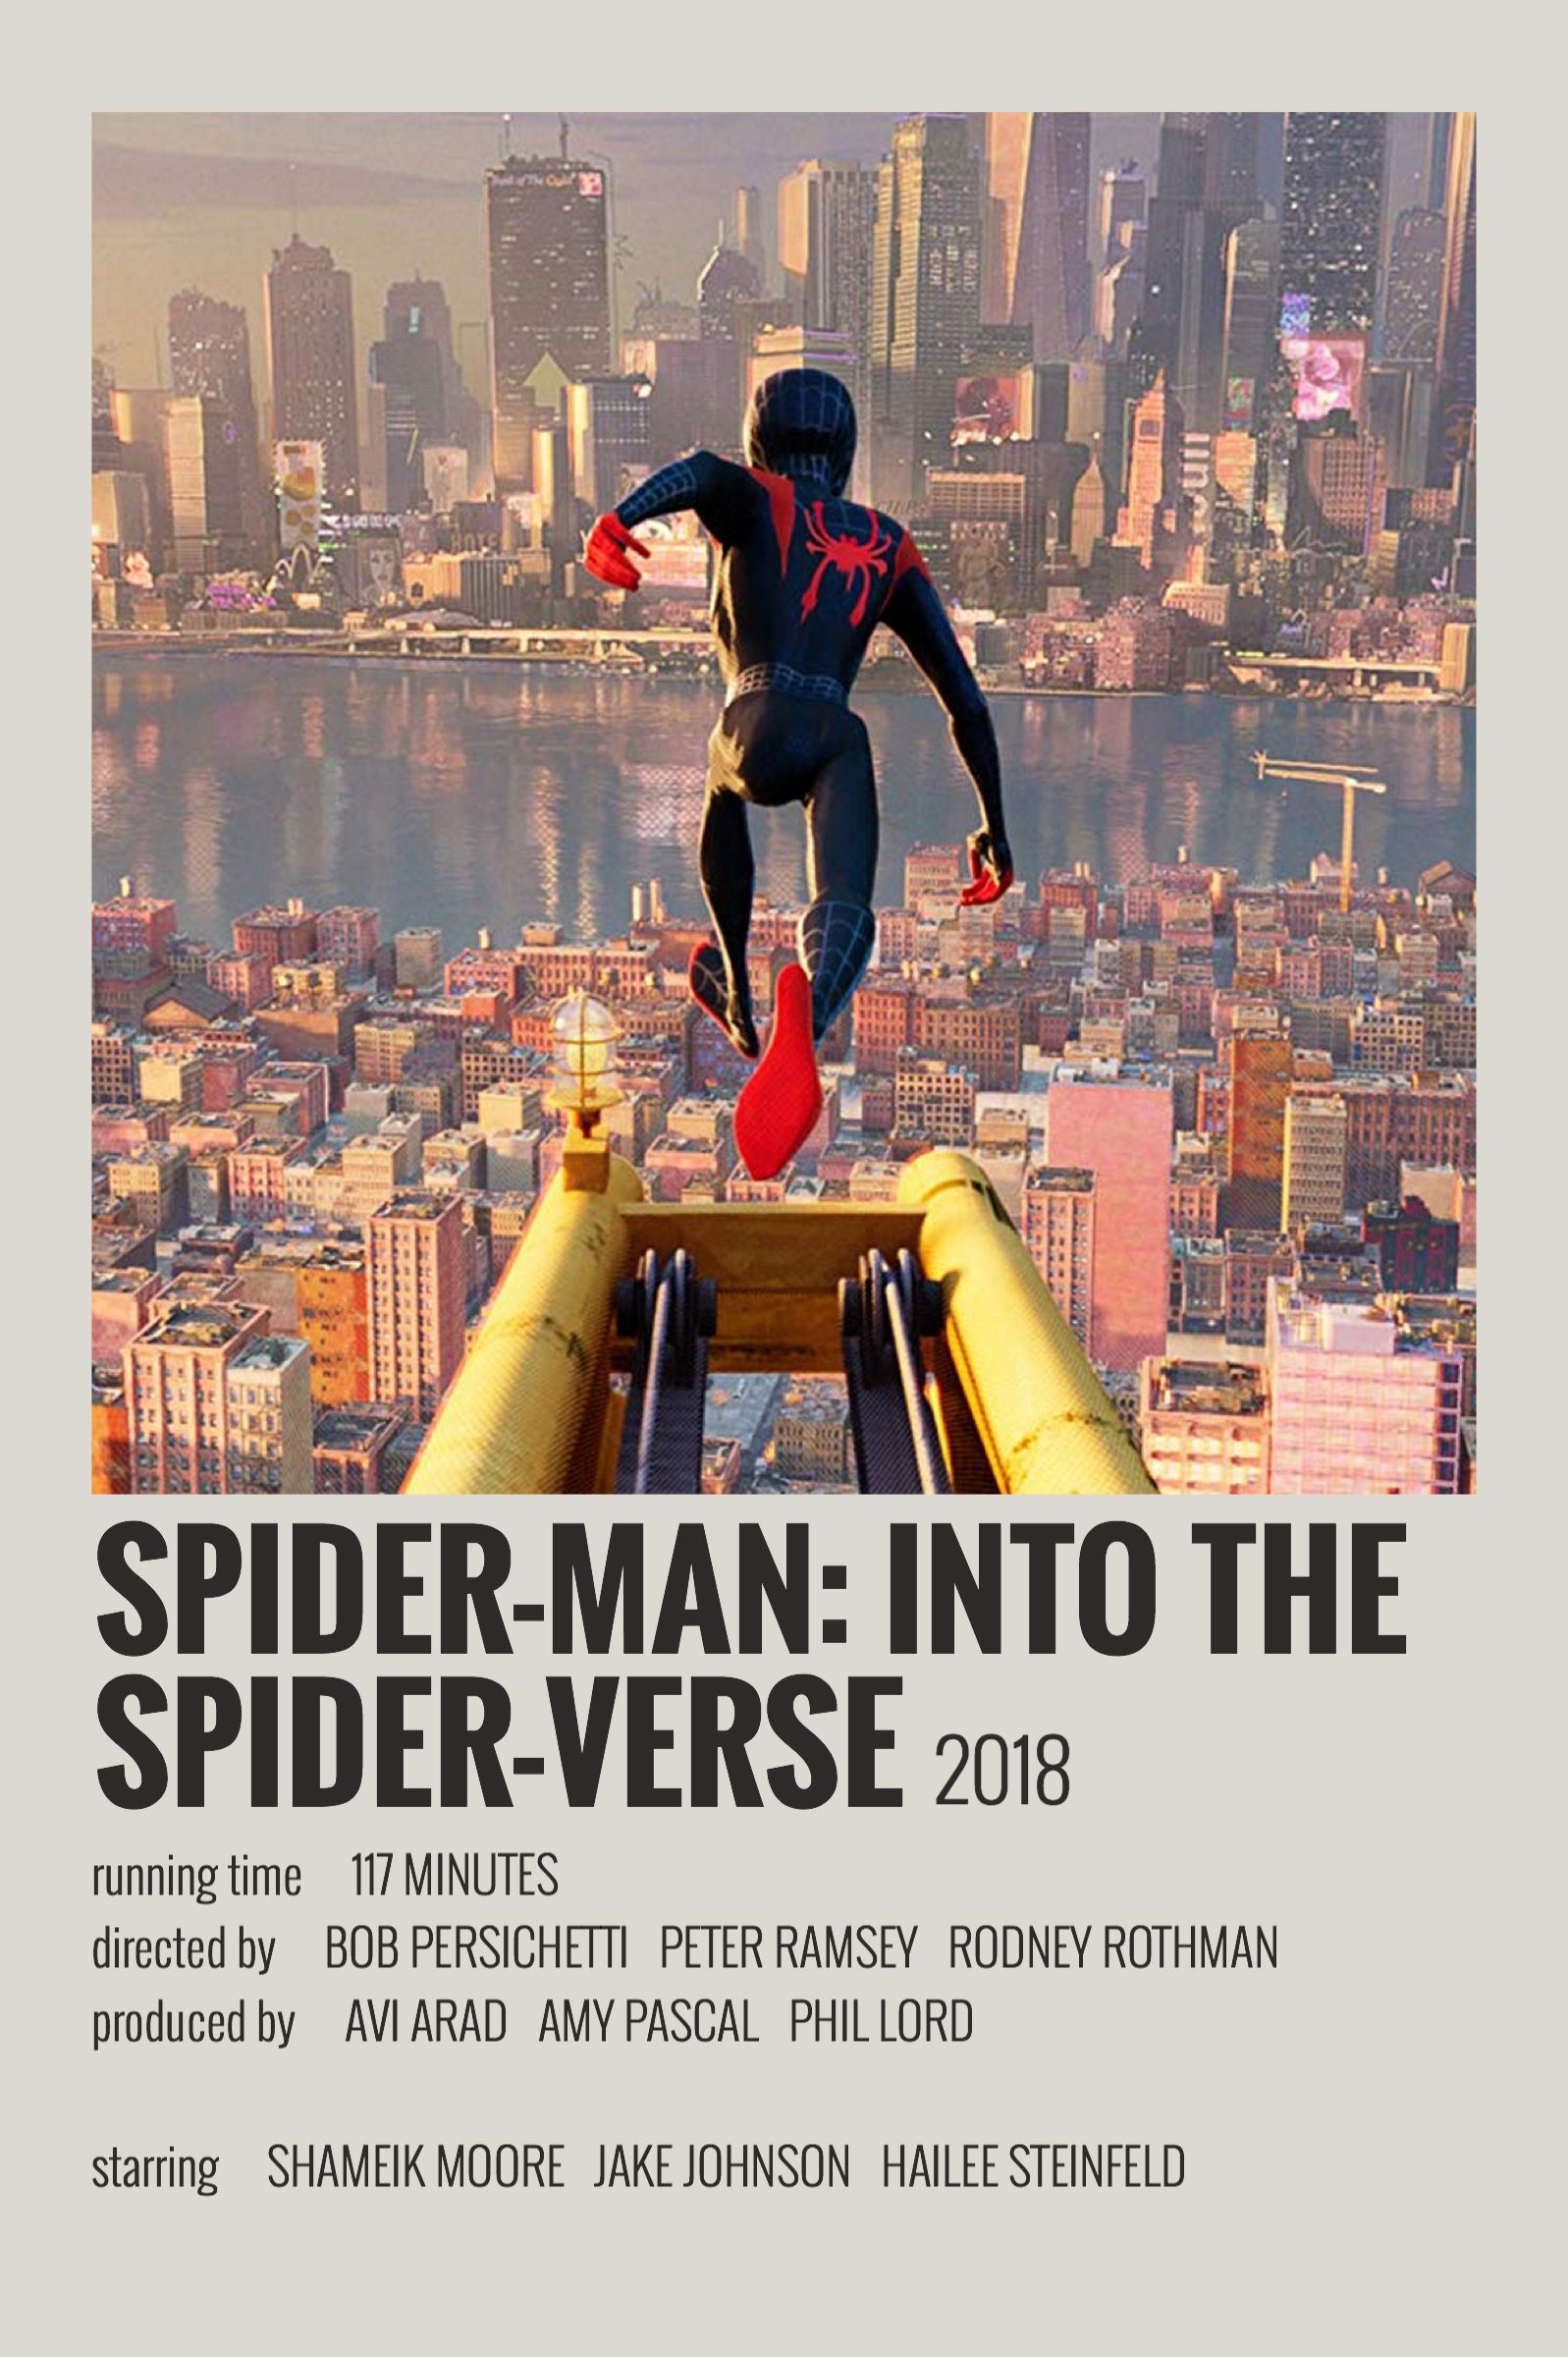 SPIDER-MAN: INTO THE
SPIDER-VERSE 2018
running time 117 MINUTES
directed by BOB PERSICHETTI PETER RAMSEY RODNEY ROTHMAN
produced by AVI ARAD AMY PASCAL PHIL LORD
starring SHAMEIK MOORE JAKE JOHNSON HAILEE STEINFELD